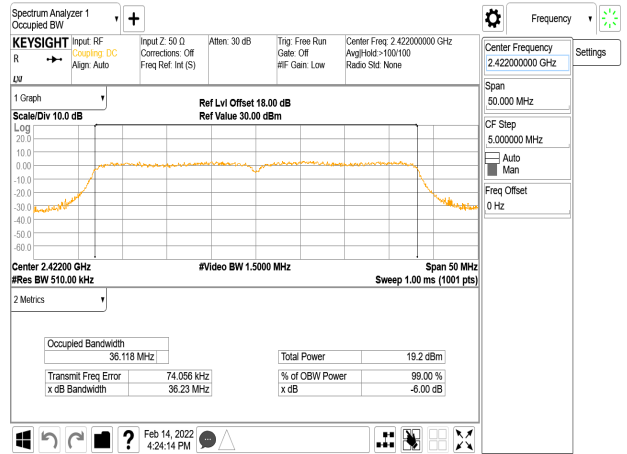 Spectrum Analyzer 1
Occupied BW
Frequency
KEYSIGHT
R
Input: RF
Coupling: DC
Align: Auto
Input Z: 50 Ω
Corrections: Off
Freq Ref: Int (S)
Atten: 30 dB
Trig: Free Run
Gate: Off
#IF Gain: Low
Center Freq: 2.422000000 GHz
Avg|Hold:>100/100
Radio Std: None
Center Frequency
2.422000000 GHz
Settings
Span
50.000 MHz
CF Step
5.000000 MHz
Auto
Man
Freq Offset
0 Hz
1 Graph
Scale/Div 10.0 dB
Ref Lvl Offset 18.00 dB
Ref Value 30.00 dBm
Log
20.0
10.0
0.00
-10.0
-20.0
-30.0
-40.0
-50.0
-60.0
Center 2.42200 GHz
#Res BW 510.00 kHz
#Video BW 1.5000 MHz
Span 50 MHz
Sweep 1.00 ms (1001 pts)
2 Metrics
Occupied Bandwidth
36.118 MHz
Transmit Freq Error 74.056 kHz
x dB Bandwidth 36.23 MHz
Total Power 19.2 dBm
% of OBW Power 99.00 %
x dB -6.00 dB
?
Feb 14, 2022
4:24:14 PM